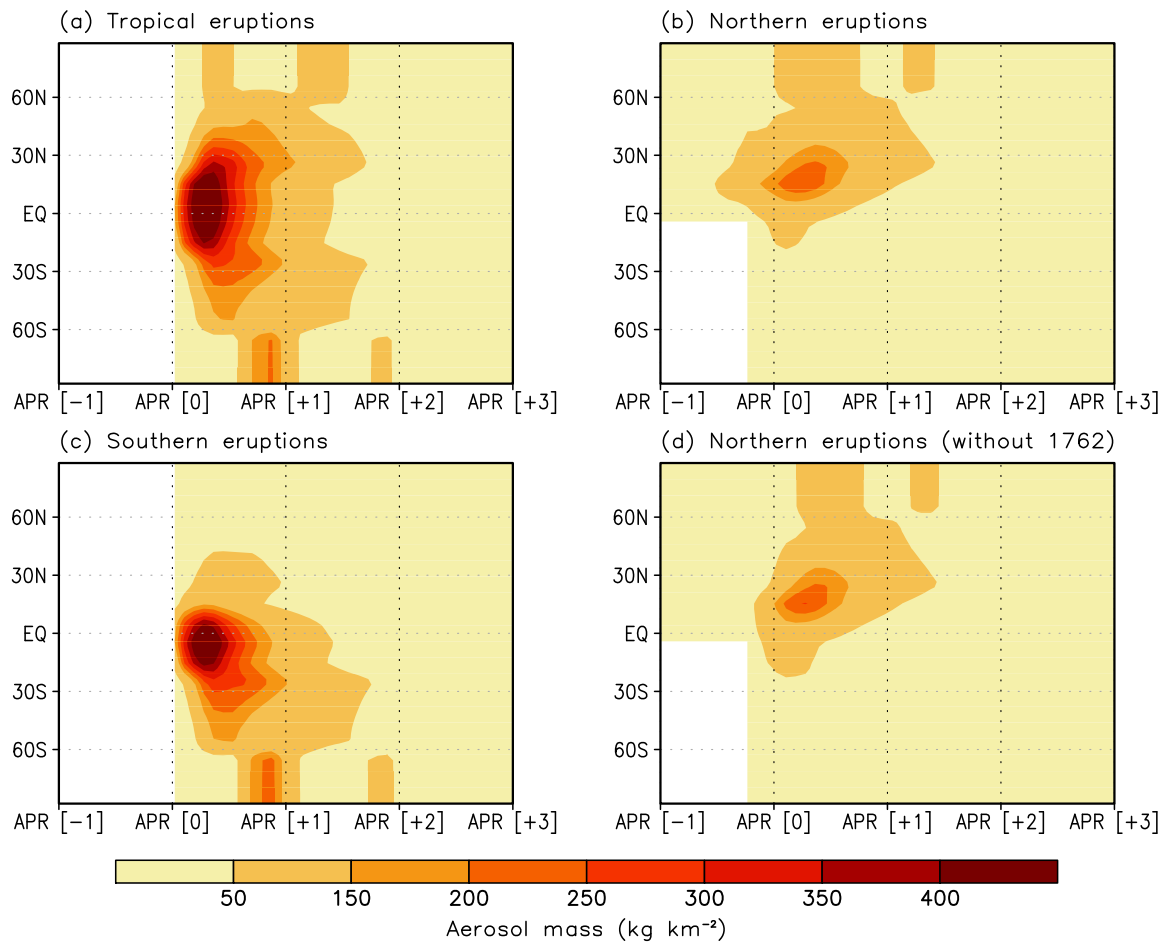 (a) Tropical eruptions
60N
30N
EQ
30S
60S
APR [-1] APR [0] APR [+1] APR [+2] APR [+3]
(b) Northern eruptions
60N
30N
EQ
30S
60S
APR [-1] APR [0] APR [+1] APR [+2] APR [+3]
(c) Southern eruptions
60N
30N
EQ
30S
60S
APR [-1] APR [0] APR [+1] APR [+2] APR [+3]
(d) Northern eruptions (without 1762)
60N
30N
EQ
30S
60S
APR [-1] APR [0] APR [+1] APR [+2] APR [+3]
50 150 200 250 300 350 400
Aerosol mass (kg km⁻²)